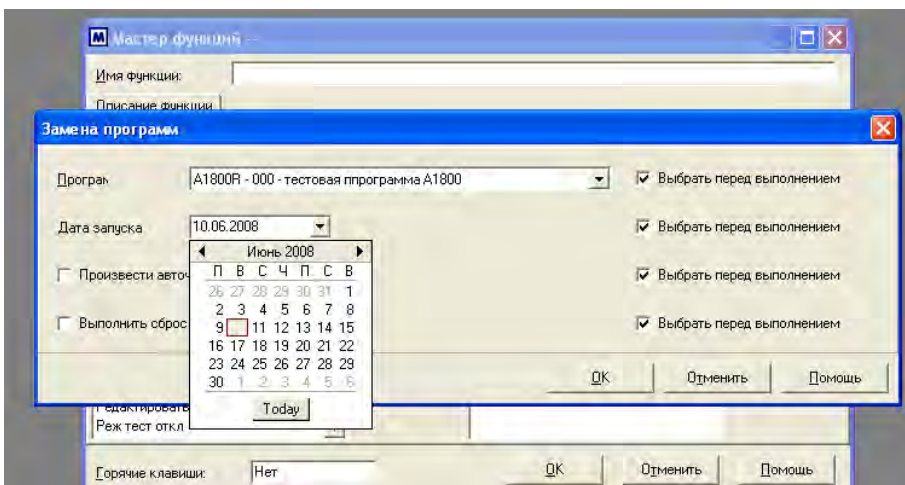 Мастер функций --
Имя функции:
Описание функции
Замена программ
Програм
A1800R - 000 - тестовая ппрограмма A1800
Выбрать перед выполнением
Дата запуска
10.06.2008
Выбрать перед выполнением
Июнь 2008
П В С Ч П С В
Произвести авточ
Выбрать перед выполнением
26 27 28 29 30 31 1
2 3 4 5 6 7 8
Выполнить сброс
Выбрать перед выполнением
9 11 12 13 14 15
16 17 18 19 20 21 22
23 24 25 26 27 28 29
30 1 2 3 4 5 6
Today
OK Отменить Помощь
Редактировать
Реж тест откл
Горячие клавиши: Нет
OK Отменить Помощь